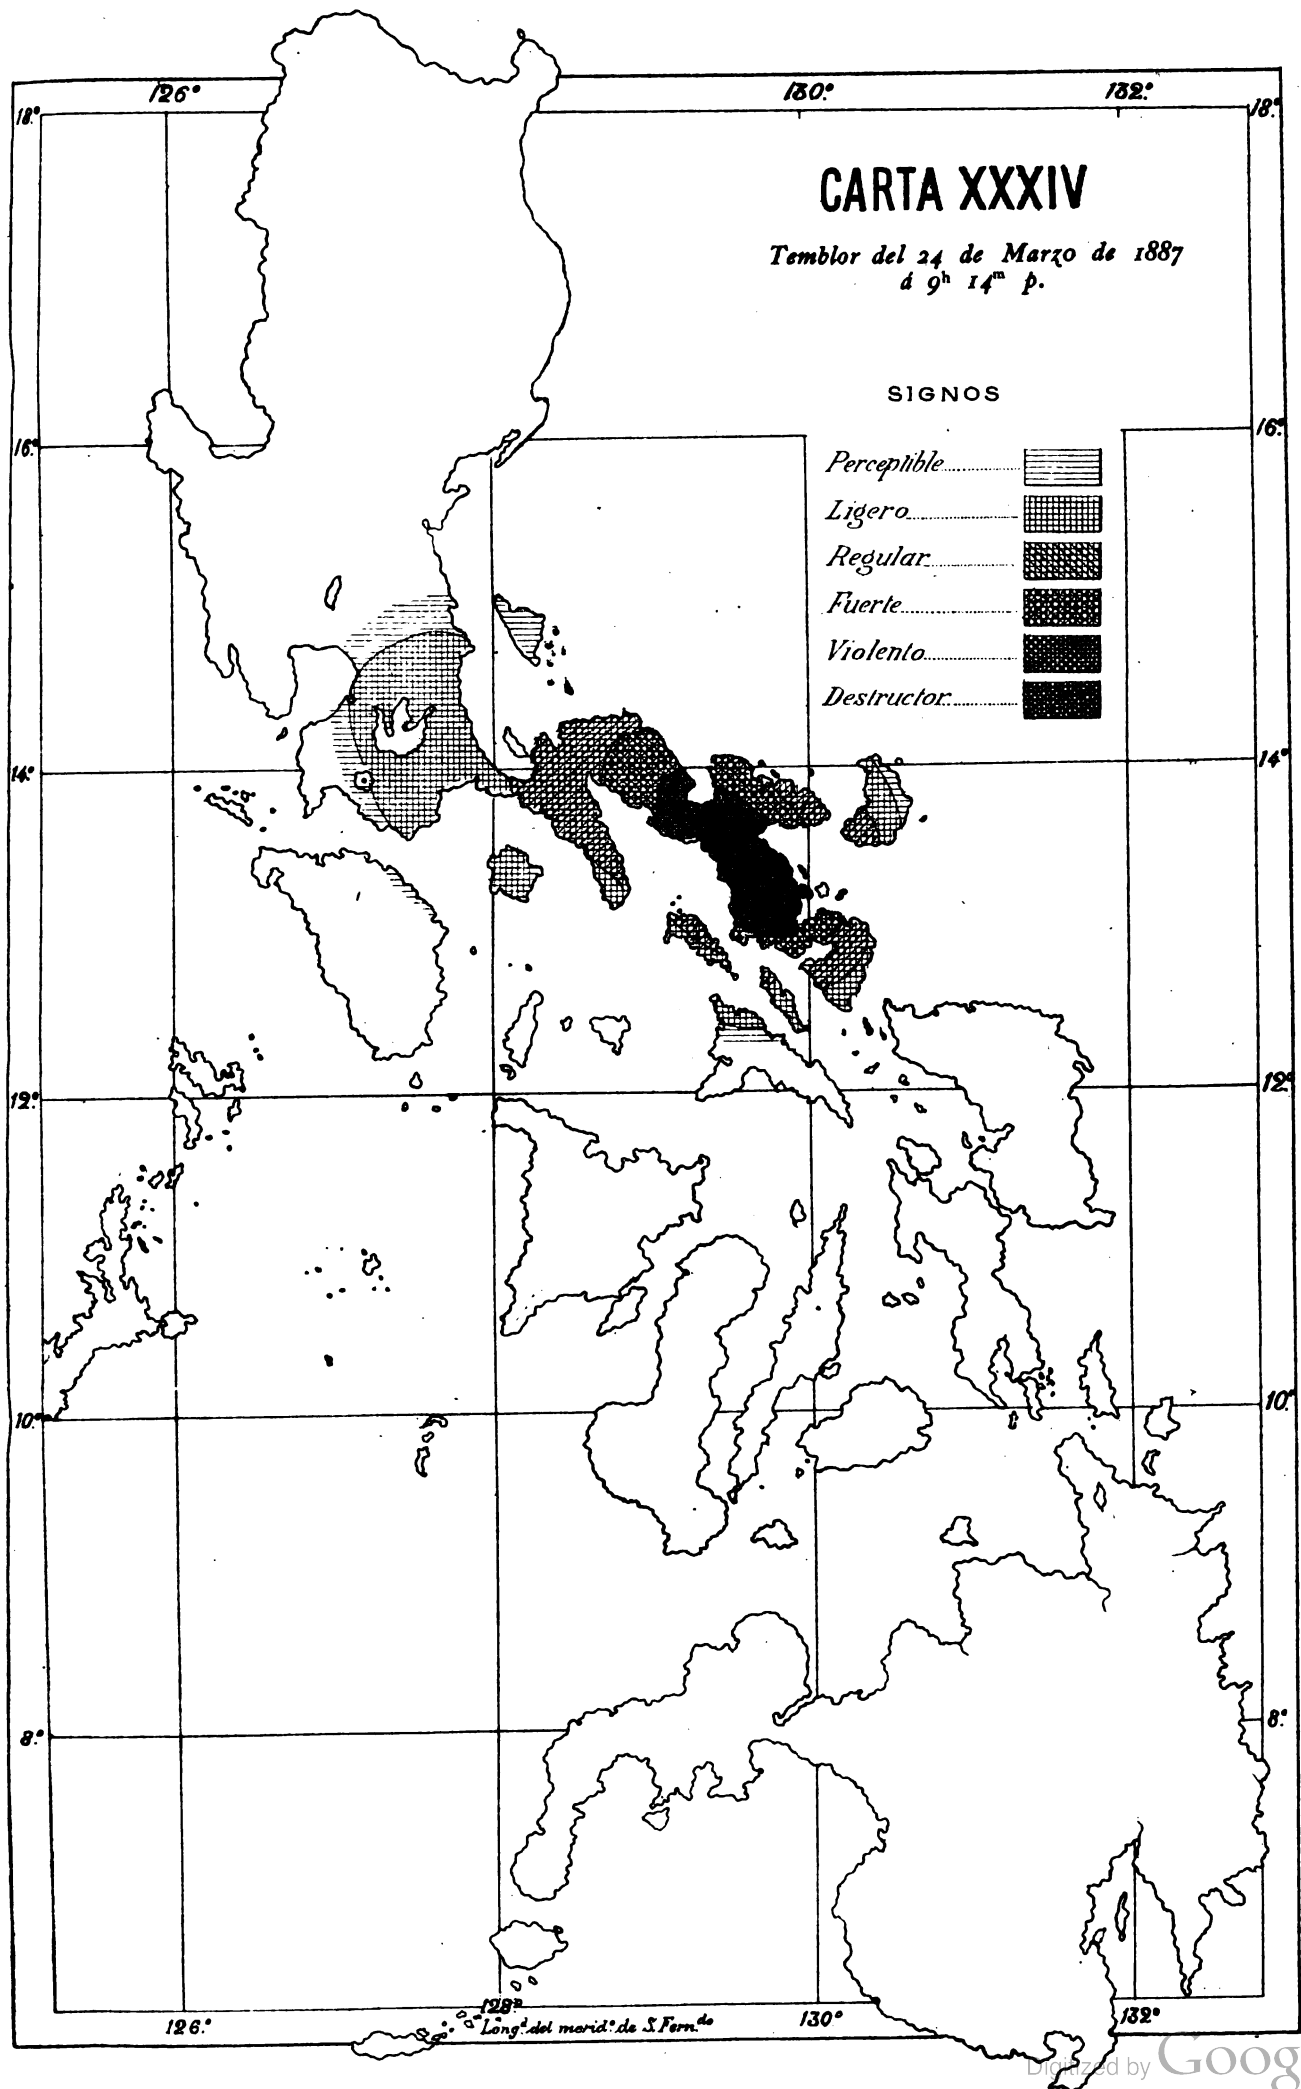 126° 130° 132°
18° 18°
CARTA XXXIV
Temblor del 24 de Marzo de 1887
á 9ʰ 14ᵐ p.
SIGNOS
16° 16°
Perceptible
Ligero
Regular
Fuerte
Violento
Destructor
14° 14°
12° 12°
10° 10°
8° 8°
126° 128° 130° 132°
Longᵈ. del merid°. de S. Fern.ᵈᵒ
Digitized by Goog